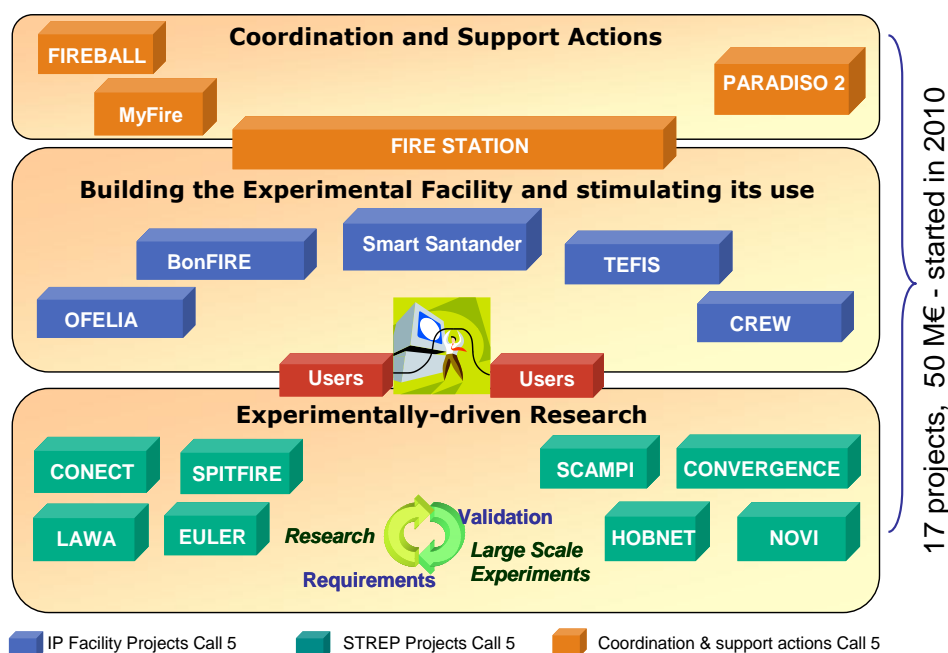 Coordination and Support Actions
FIREBALL
PARADISO 2
MyFire
FIRE STATION
Building the Experimental Facility and stimulating its use
Smart Santander
BonFIRE
TEFIS
OFELIA
CREW
Users
Users
Experimentally-driven Research
CONECT
SPITFIRE
SCAMPI
CONVERGENCE
LAWA
EULER
Research
Validation
HOBNET
NOVI
Large Scale
Experiments
Requirements
17 projects, 50 M€ - started in 2010
IP Facility Projects Call 5
STREP Projects Call 5
Coordination & support actions Call 5